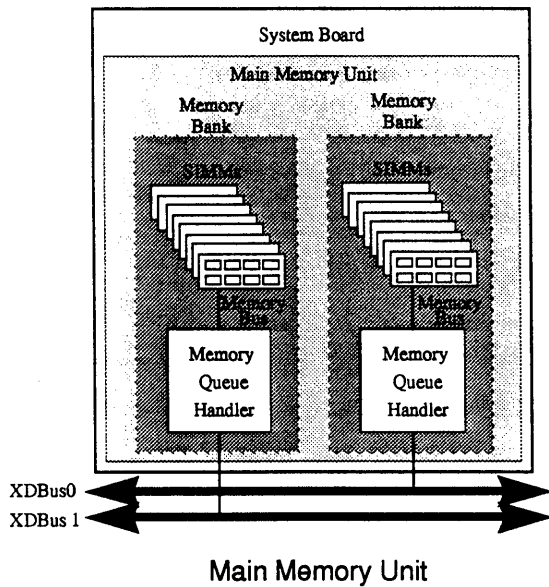 System Board
Main Memory Unit
Memory
Bank
Memory
Bank
SIMMs
SIMMs
Memory
Bus
Memory
Bus
Memory
Queue
Handler
Memory
Queue
Handler
XDBus0
XDBus 1
Main Memory Unit